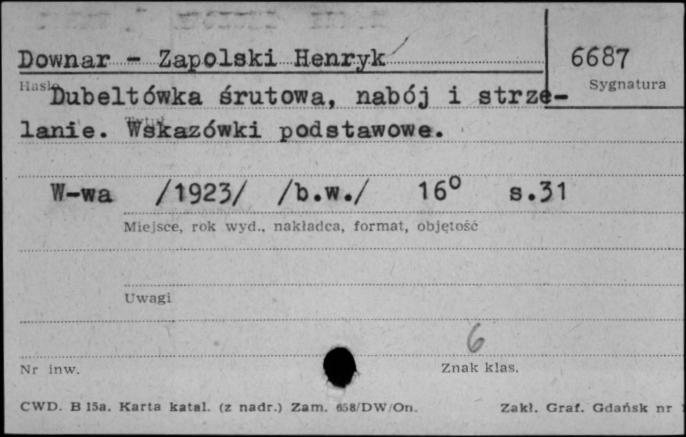 Downar - Zapolski Henryk
6687
Hasło
Sygnatura
Dubeltówka śrutowa, nabój i strze-
lanie. Wskazówki podstawowe.
W-wa /1923/ /b.w./ 16° s.31
Miejsce, rok wyd., nakładca, format, objętość
Uwagi
6
Nr inw.
Znak klas.
CWD. B 15a. Karta katal. (z nadr.) Zam. 658/DW/On.
Zakł. Graf. Gdańsk nr